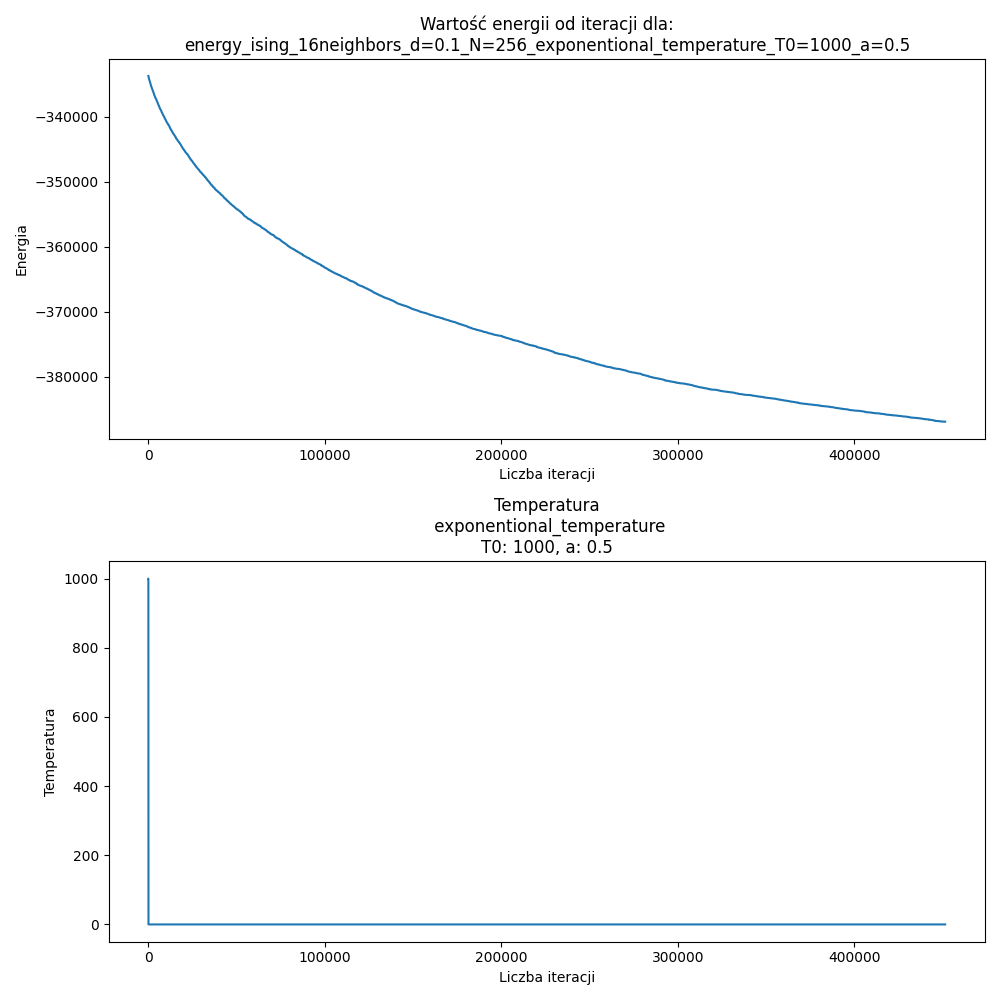 Wartość energii od iteracji dla:
energy_ising_16neighbors_d=0.1_N=256_exponentional_temperature_T0=1000_a=0.5
−340000
−350000
−360000
−370000
−380000
Energia
0
100000
200000
300000
400000
Liczba iteracji
Temperatura
exponentional_temperature
T0: 1000, a: 0.5
1000
800
600
400
200
0
Temperatura
0
100000
200000
300000
400000
Liczba iteracji